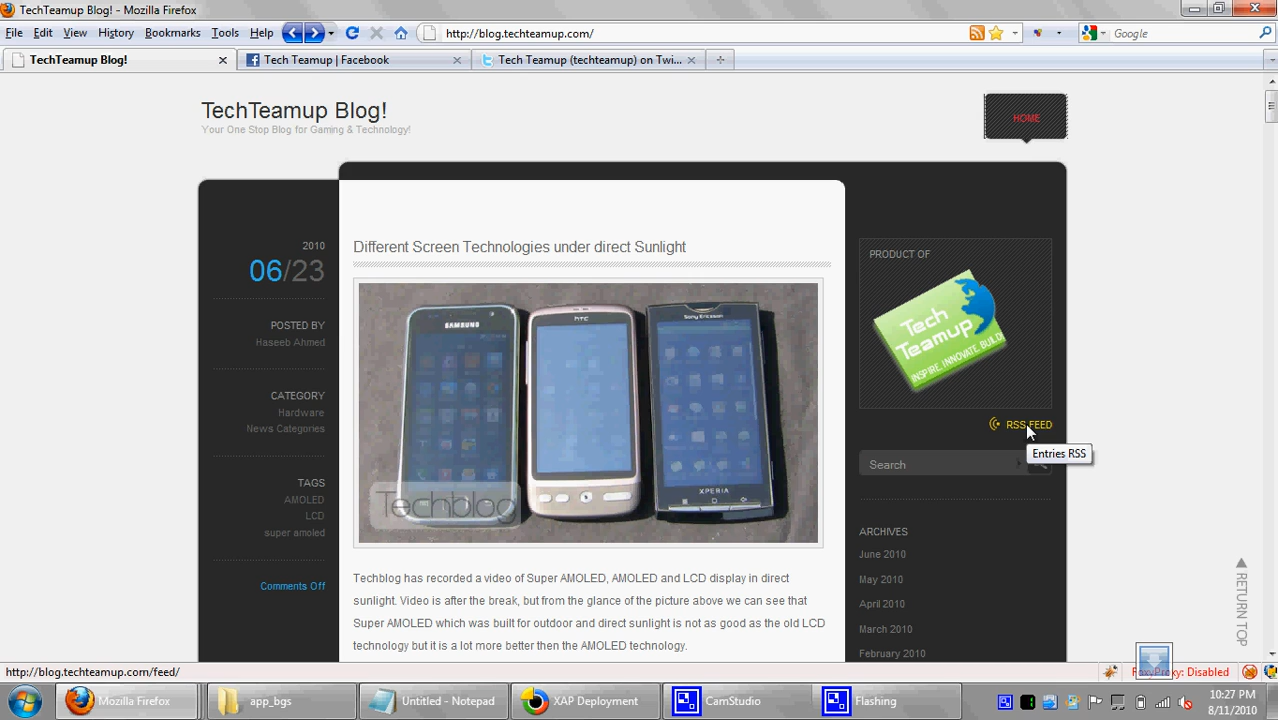 TechTeamup Blog! - Mozilla Firefox
File Edit View History Bookmarks Tools Help
http://blog.techteamup.com/
Google
TechTeamup Blog!
Tech Teamup | Facebook
Tech Teamup (techteamup) on Twi...
TechTeamup Blog!
Your One Stop Blog for Gaming & Technology!
HOME
2010
06/23
POSTED BY
Haseeb Ahmed
CATEGORY
Hardware
News Categories
TAGS
AMOLED
LCD
super amoled
Comments Off
Different Screen Technologies under direct Sunlight
SAMSUNG
hTC
Sony Ericsson
XPERIA
Techblog
Techblog has recorded a video of Super AMOLED, AMOLED and LCD display in direct
sunlight. Video is after the break, but from the glance of the picture above we can see that
Super AMOLED which was built for outdoor and direct sunlight is not as good as the old LCD
technology but it is a lot more better then the AMOLED technology.
PRODUCT OF
Tech
Teamup
INSPIRE. INNOVATE. BUILD
RSS FEED
Entries RSS
Search
ARCHIVES
June 2010
May 2010
April 2010
March 2010
February 2010
RETURN TOP
http://blog.techteamup.com/feed/
FoxyProxy: Disabled
Mozilla Firefox
app_bgs
Untitled - Notepad
XAP Deployment
CamStudio
Flashing
10:27 PM
8/11/2010